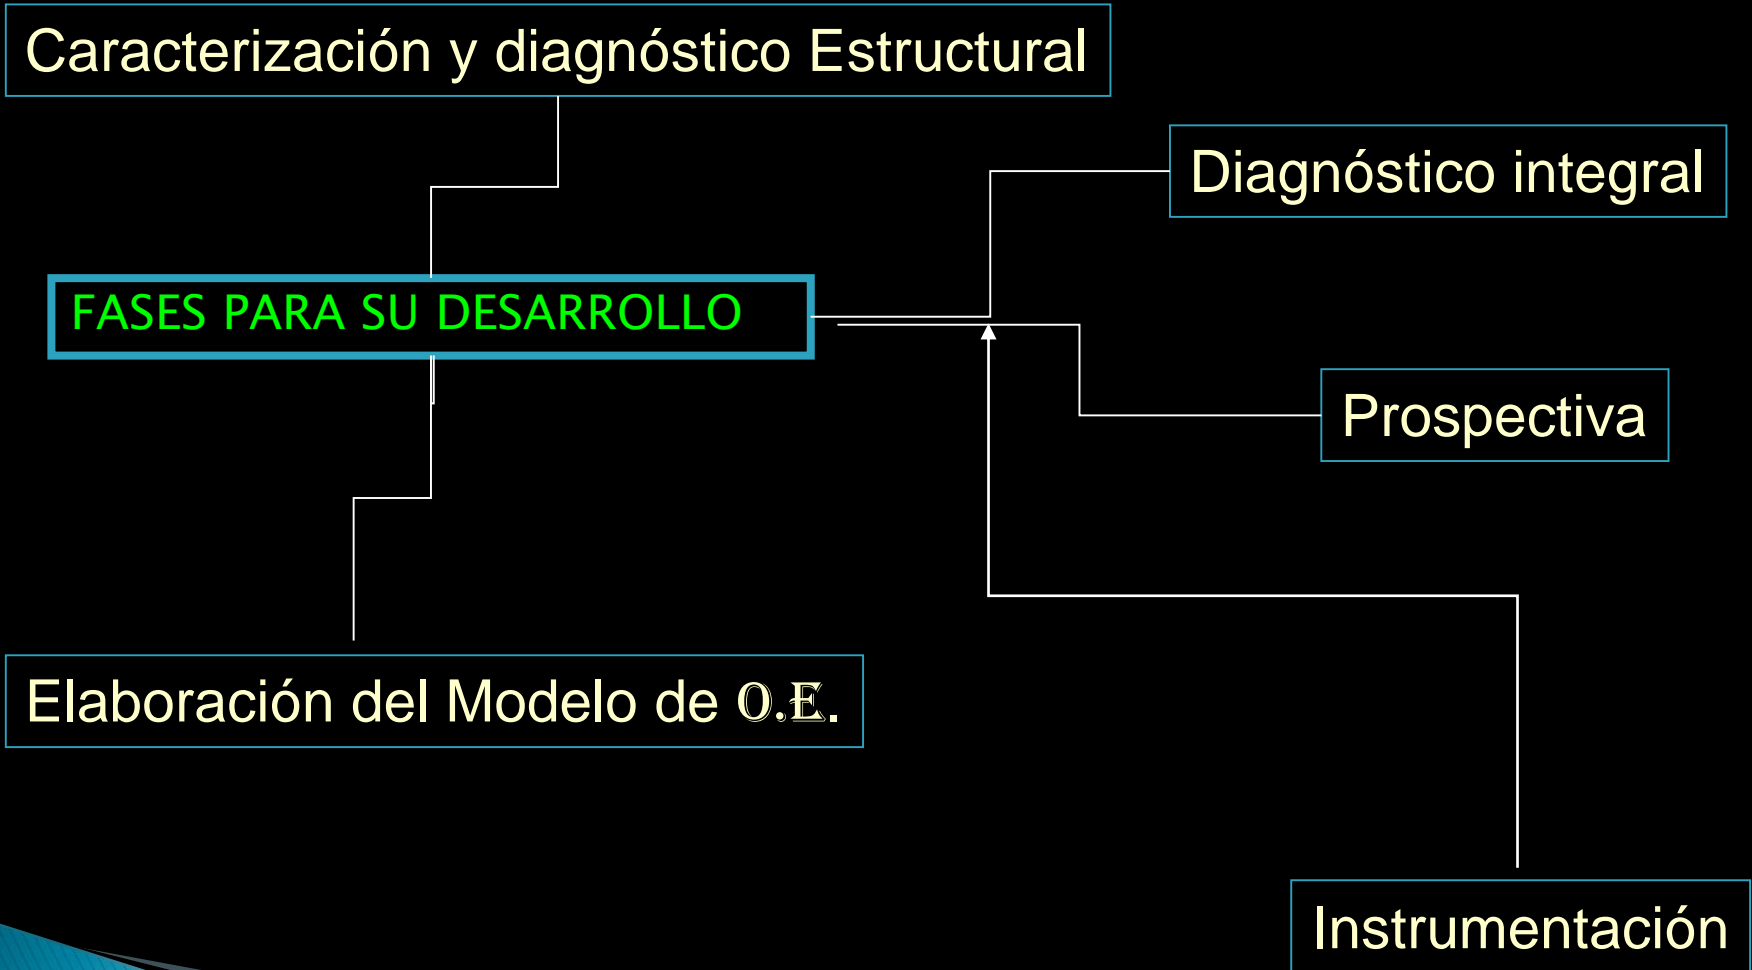 Caracterización y diagnóstico Estructural
Diagnóstico integral
FASES PARA SU DESARROLLO
Prospectiva
Elaboración del Modelo de O.E.
Instrumentación